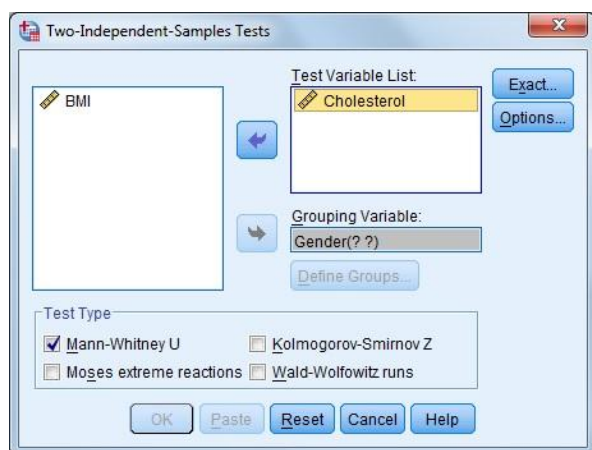 Two-Independent-Samples Tests
BMI
Test Variable List:
Cholesterol
Exact...
Options...
Grouping Variable:
Gender(? ?)
Define Groups...
Test Type
Mann-Whitney U
Kolmogorov-Smirnov Z
Moses extreme reactions
Wald-Wolfowitz runs
OK
Paste
Reset
Cancel
Help